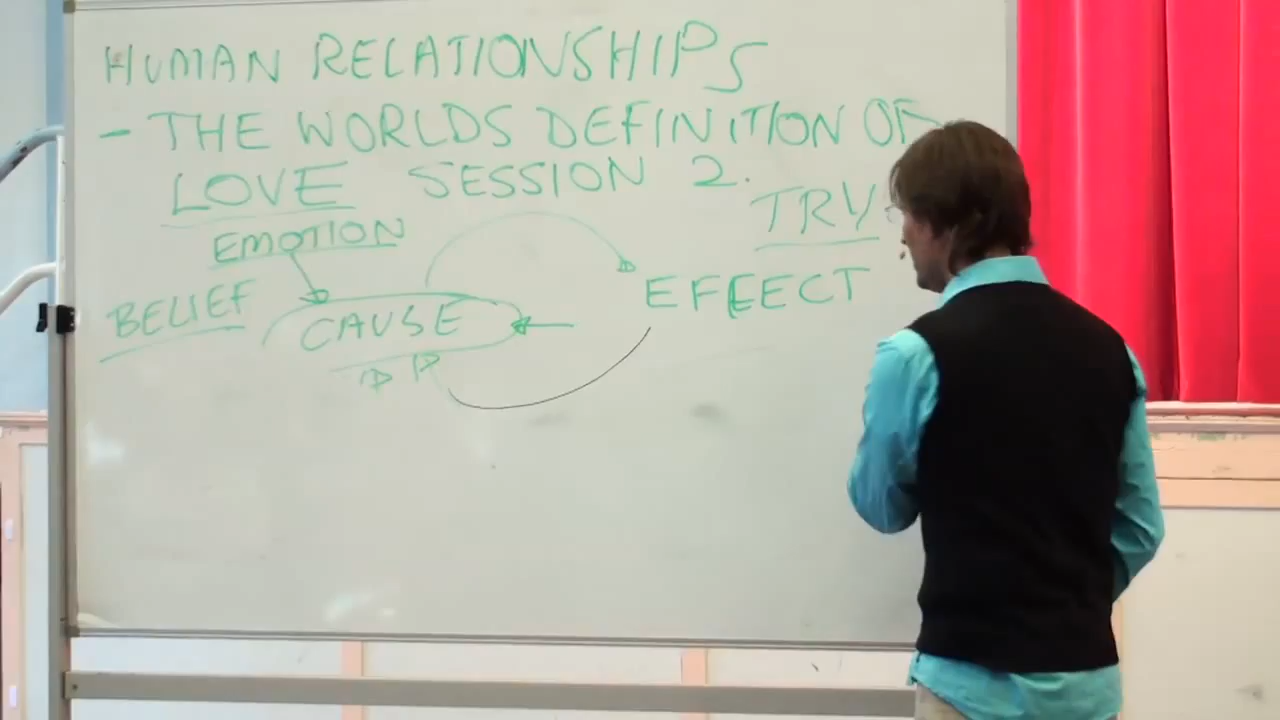 HUMAN RELATIONSHIPS
- THE WORLDS DEFINITION OF
LOVE SESSION 2.
TRY
EMOTION
BELIEF
CAUSE
EFFECT